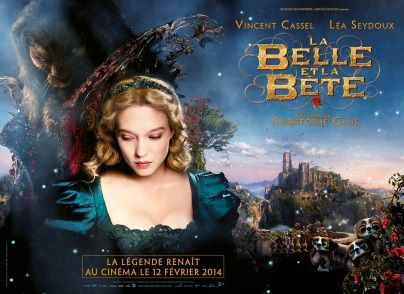 VINCENT CASSEL LÉA SEYDOUX
LA
BELLE
ET LA
BÊTE
CHRISTOPHE GANS
LA LÉGENDE RENAÎT
AU CINÉMA LE 12 FÉVRIER 2014